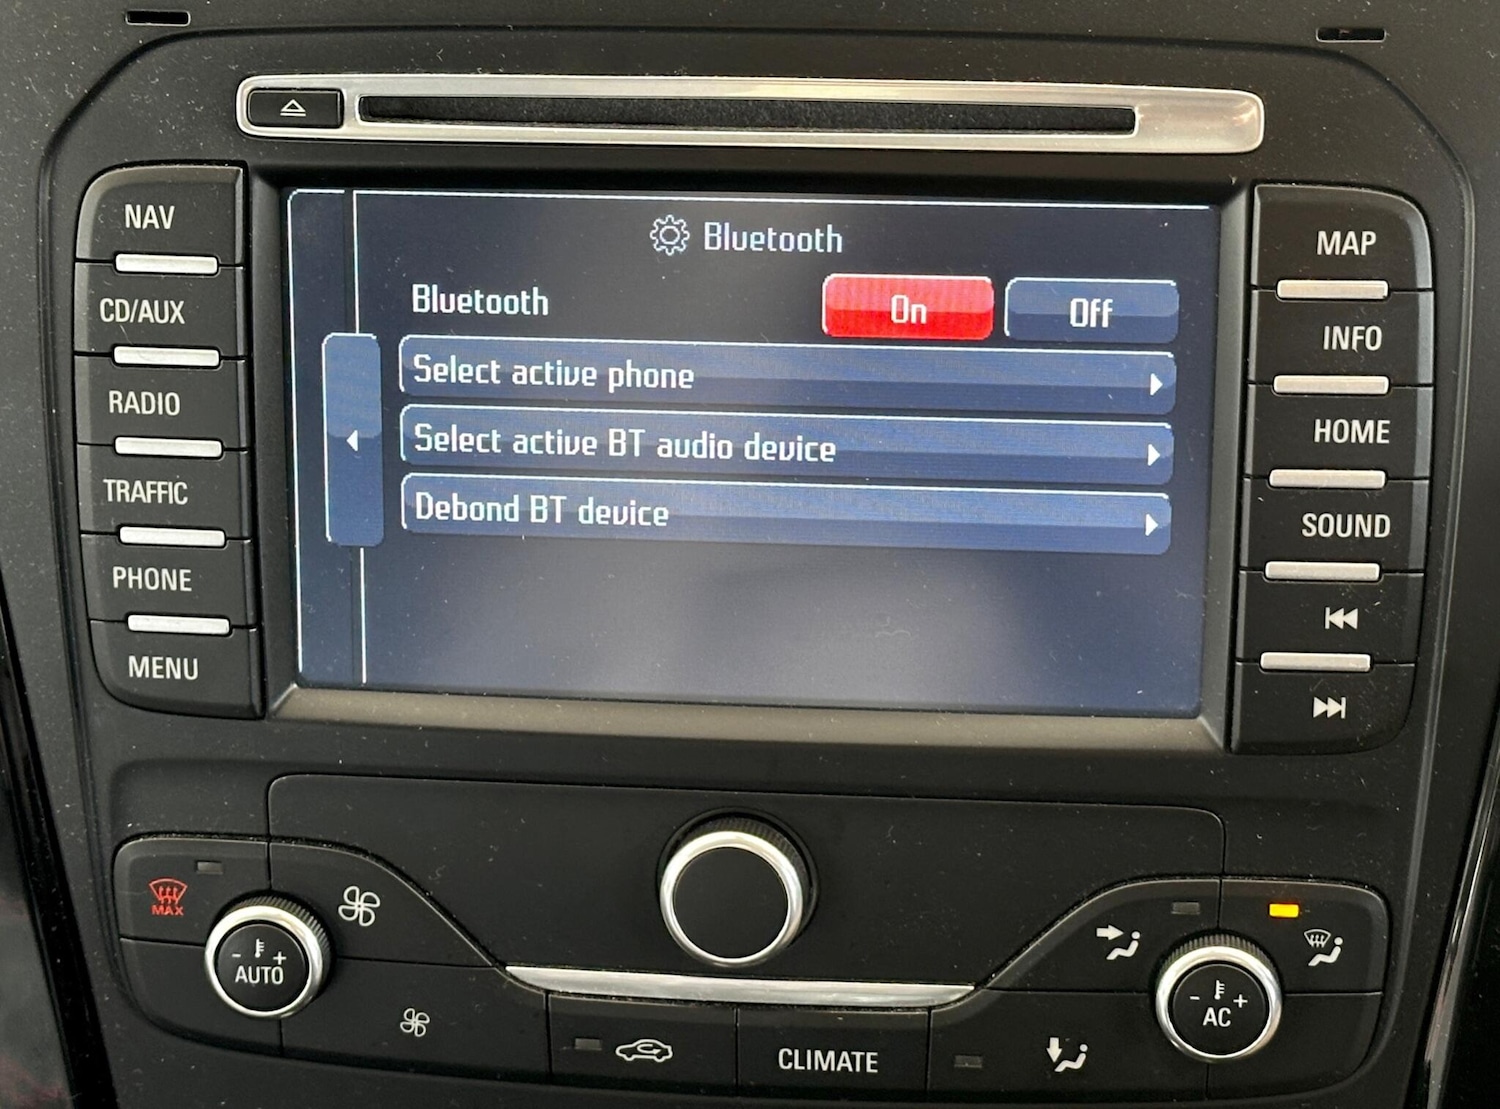 NAV
CD/AUX
RADIO
TRAFFIC
PHONE
MENU
Bluetooth
Bluetooth On Off
Select active phone
Select active BT audio device
Debond BT device
MAP
INFO
HOME
SOUND
MAX
- +
AUTO
CLIMATE
- +
AC